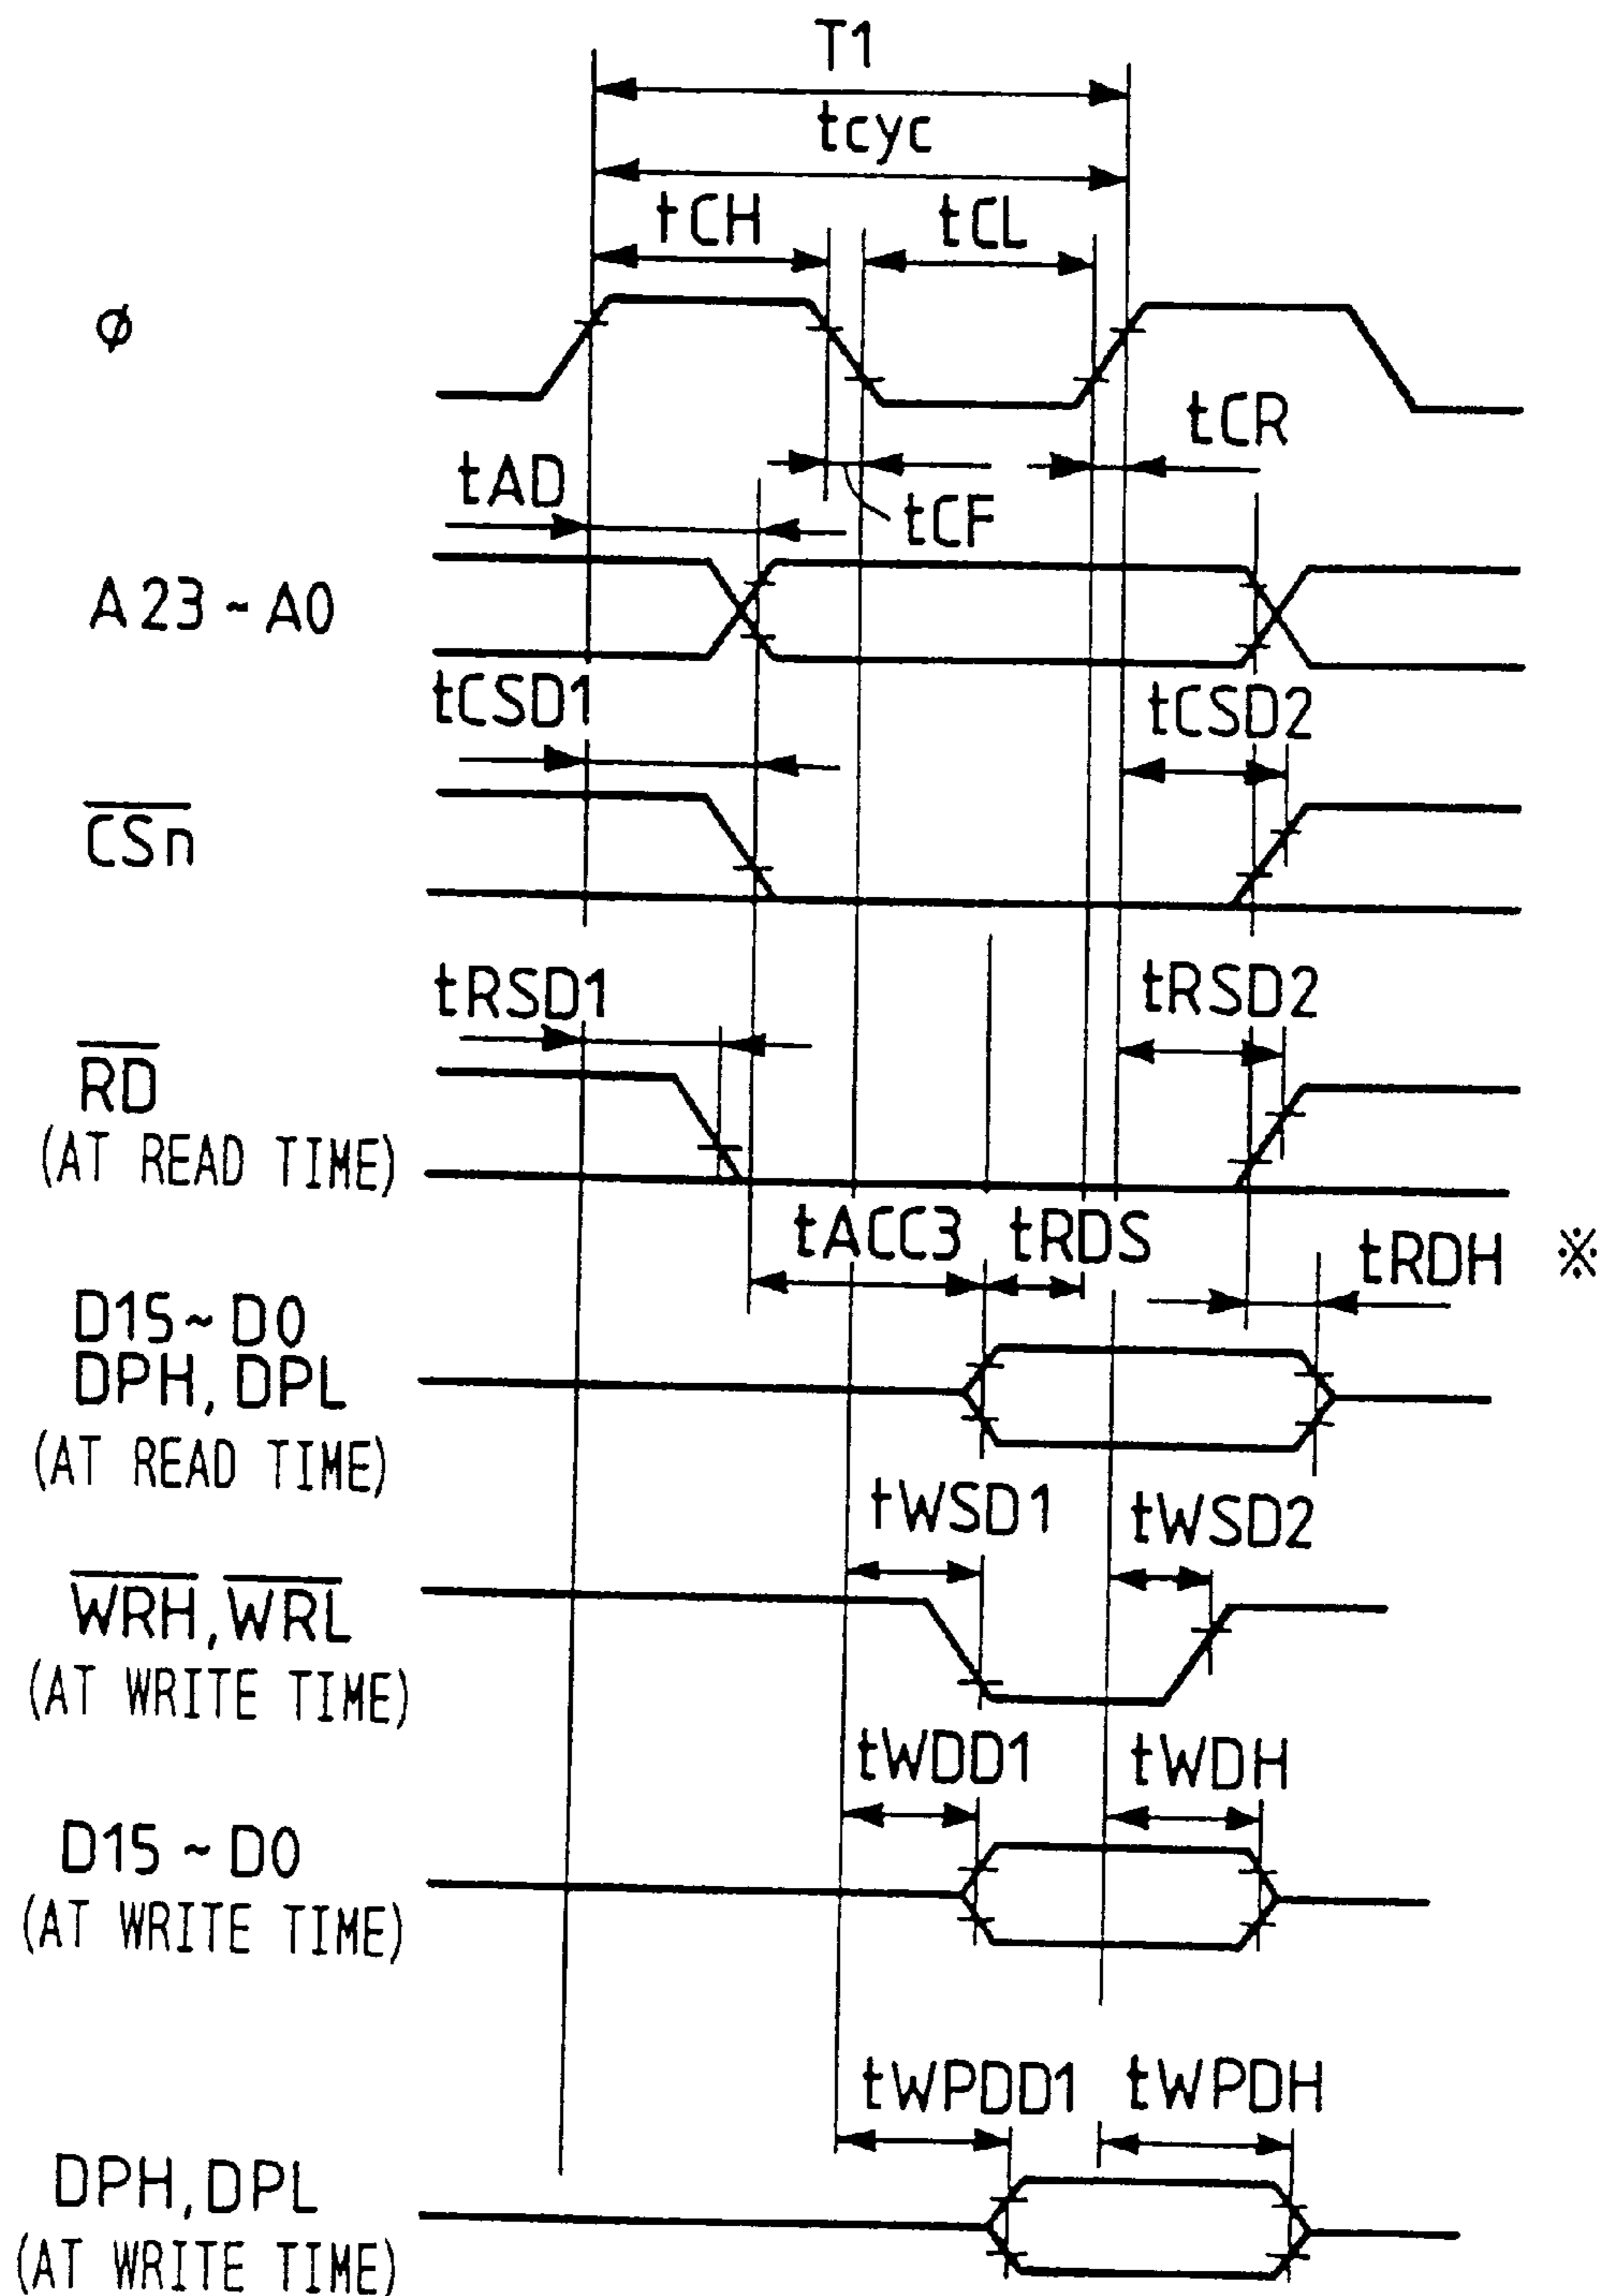 T1
tcyc
tCH
tCL
φ
tCR
tAD
tCF
A23~A0
tCSD1
tCSD2
CSn
tRSD1
tRSD2
RD
(AT READ TIME)
tACC3
tRDS
tRDH ※
D15~D0
DPH, DPL
(AT READ TIME)
tWSD1
tWSD2
WRH, WRL
(AT WRITE TIME)
tWDD1
tWDH
D15~D0
(AT WRITE TIME)
tWPDD1
tWPDH
DPH, DPL
(AT WRITE TIME)